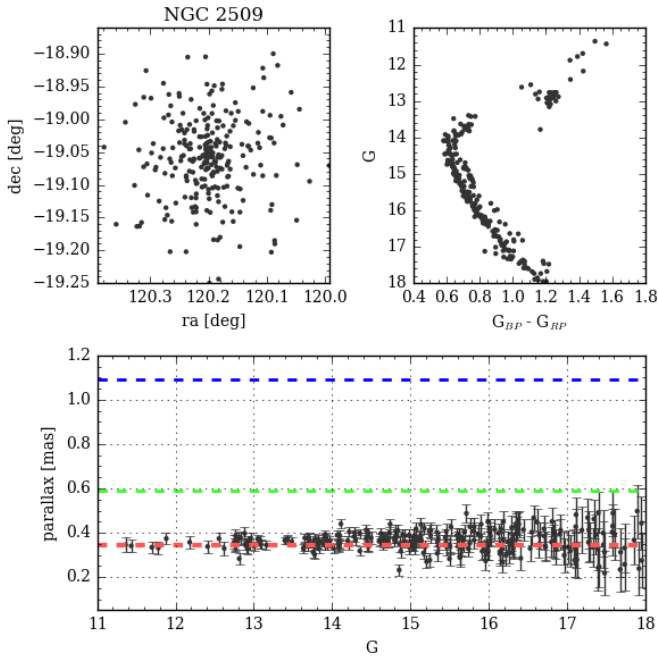 NGC 2509
−18.90
−18.95
−19.00
−19.05
−19.10
−19.15
−19.20
−19.25
dec [deg]
120.3 120.2 120.1 120.0
ra [deg]
11
12
13
14
15
16
17
18
G
0.4 0.6 0.8 1.0 1.2 1.4 1.6 1.8
G_BP - G_RP
1.2
1.0
0.8
0.6
0.4
0.2
parallax [mas]
11 12 13 14 15 16 17 18
G